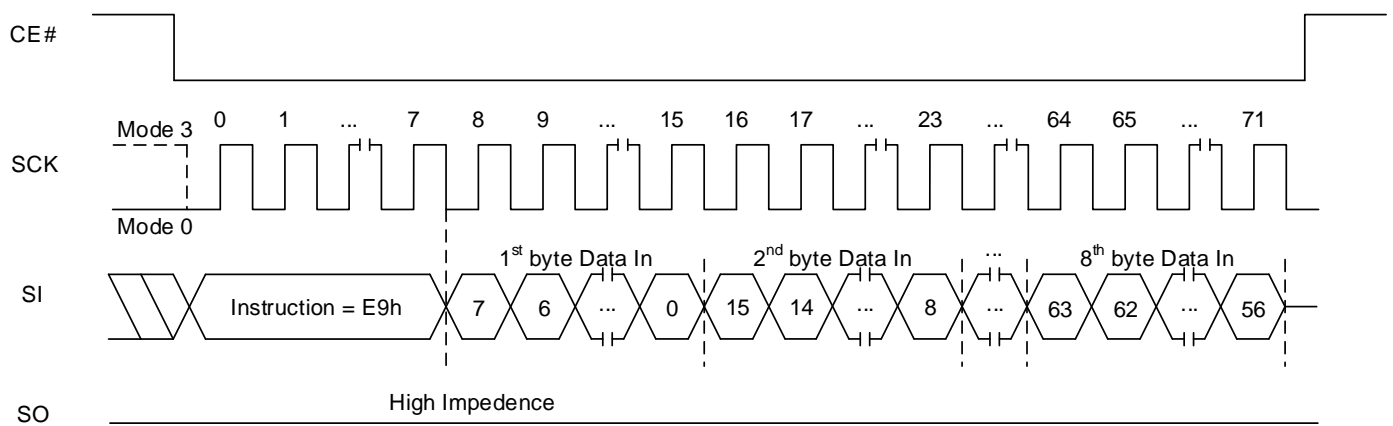 CE#
0 1 ... 7 8 9 ... 15 16 17 ... 23 ... 64 65 ... 71
Mode 3
SCK
Mode 0
1st byte Data In 2nd byte Data In ... 8th byte Data In
SI Instruction = E9h 7 6 ... 0 15 14 ... 8 ... 63 62 ... 56
High Impedence
SO